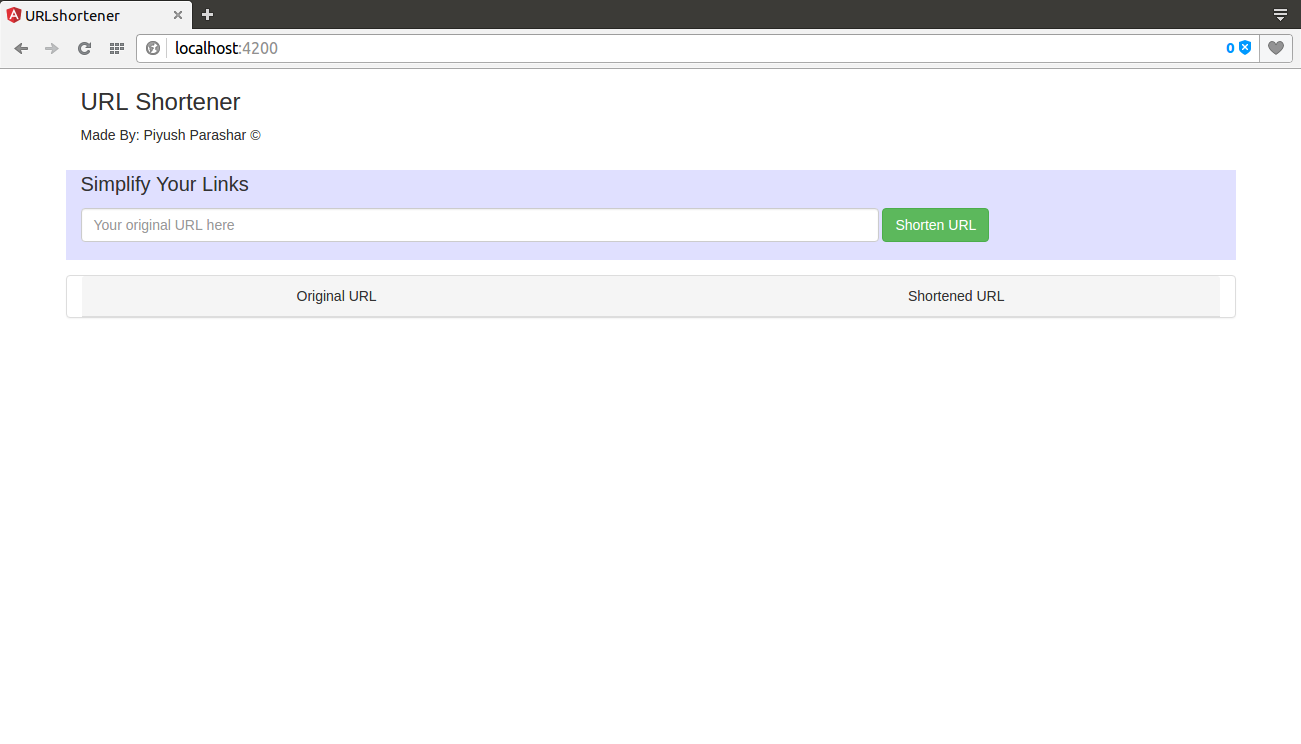 URLshortener
localhost:4200
0
URL Shortener
Made By: Piyush Parashar ©
Simplify Your Links
Your original URL here
Shorten URL
Original URL Shortened URL